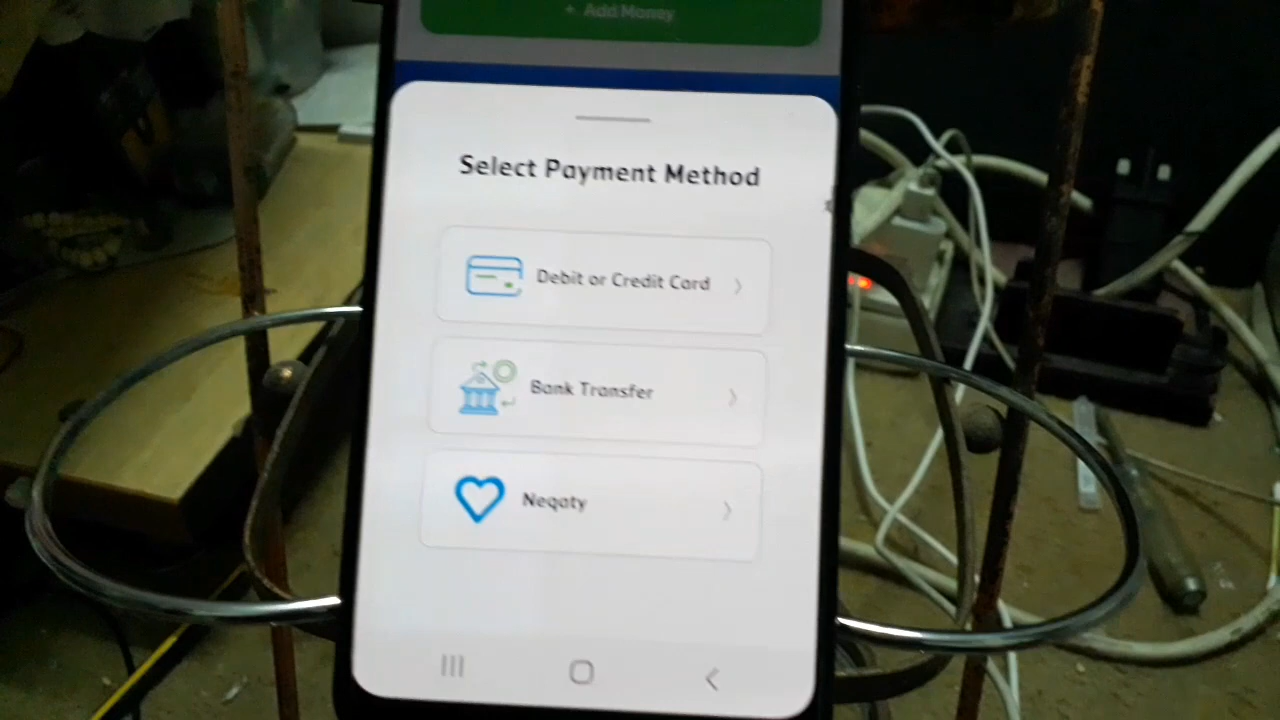 + Add Money
Select Payment Method
Debit or Credit Card
Bank Transfer
Neqaty